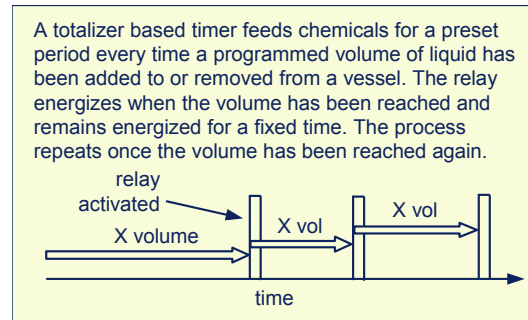 A totalizer based timer feeds chemicals for a preset
period every time a programmed volume of liquid has
been added to or removed from a vessel. The relay
energizes when the volume has been reached and
remains energized for a fixed time. The process
repeats once the volume has been reached again.
relay
activated
X volume
X vol
X vol
time